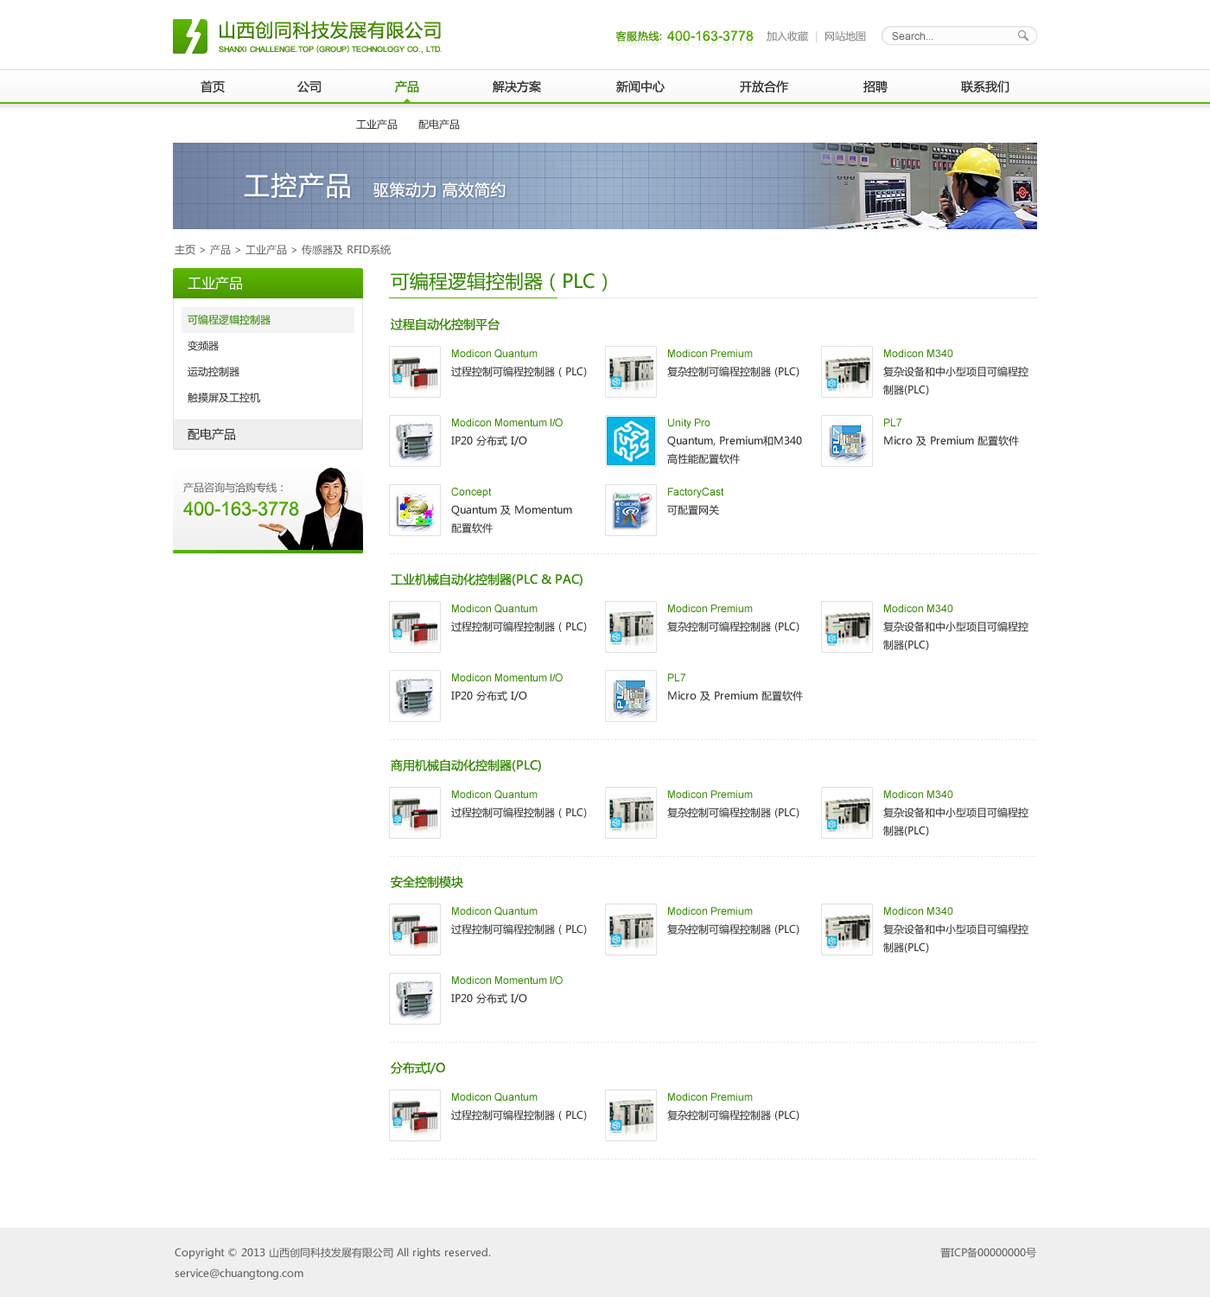 山西创同科技发展有限公司
SHANXI CHALLENGE.TOP (GROUP) TECHNOLOGY CO., LTD.
客服热线: 400-163-3778
加入收藏 | 网站地图
Search...
首页 公司 产品 解决方案 新闻中心 开放合作 招聘 联系我们
工业产品 配电产品
工控产品 驱策动力 高效简约
主页 > 产品 > 工业产品 > 传感器及 RFID系统
工业产品
可编程逻辑控制器
变频器
运动控制器
触摸屏及工控机
配电产品
产品咨询与洽购专线：
400-163-3778
可编程逻辑控制器（PLC）
过程自动化控制平台
Modicon Quantum
过程控制可编程控制器（PLC)
Modicon Premium
复杂控制可编程控制器 (PLC)
Modicon M340
复杂设备和中小型项目可编程控
制器(PLC)
Modicon Momentum I/O
IP20 分布式 I/O
Unity Pro
Quantum, Premium和M340
高性能配置软件
PL7
Micro 及 Premium 配置软件
Concept
Quantum 及 Momentum
配置软件
FactoryCast
可配置网关
工业机械自动化控制器(PLC & PAC)
Modicon Quantum
过程控制可编程控制器（PLC)
Modicon Premium
复杂控制可编程控制器 (PLC)
Modicon M340
复杂设备和中小型项目可编程控
制器(PLC)
Modicon Momentum I/O
IP20 分布式 I/O
PL7
Micro 及 Premium 配置软件
商用机械自动化控制器(PLC)
Modicon Quantum
过程控制可编程控制器（PLC)
Modicon Premium
复杂控制可编程控制器 (PLC)
Modicon M340
复杂设备和中小型项目可编程控
制器(PLC)
安全控制模块
Modicon Quantum
过程控制可编程控制器（PLC)
Modicon Premium
复杂控制可编程控制器 (PLC)
Modicon M340
复杂设备和中小型项目可编程控
制器(PLC)
Modicon Momentum I/O
IP20 分布式 I/O
分布式I/O
Modicon Quantum
过程控制可编程控制器（PLC)
Modicon Premium
复杂控制可编程控制器 (PLC)
Copyright © 2013 山西创同科技发展有限公司 All rights reserved.
晋ICP备00000000号
service@chuangtong.com